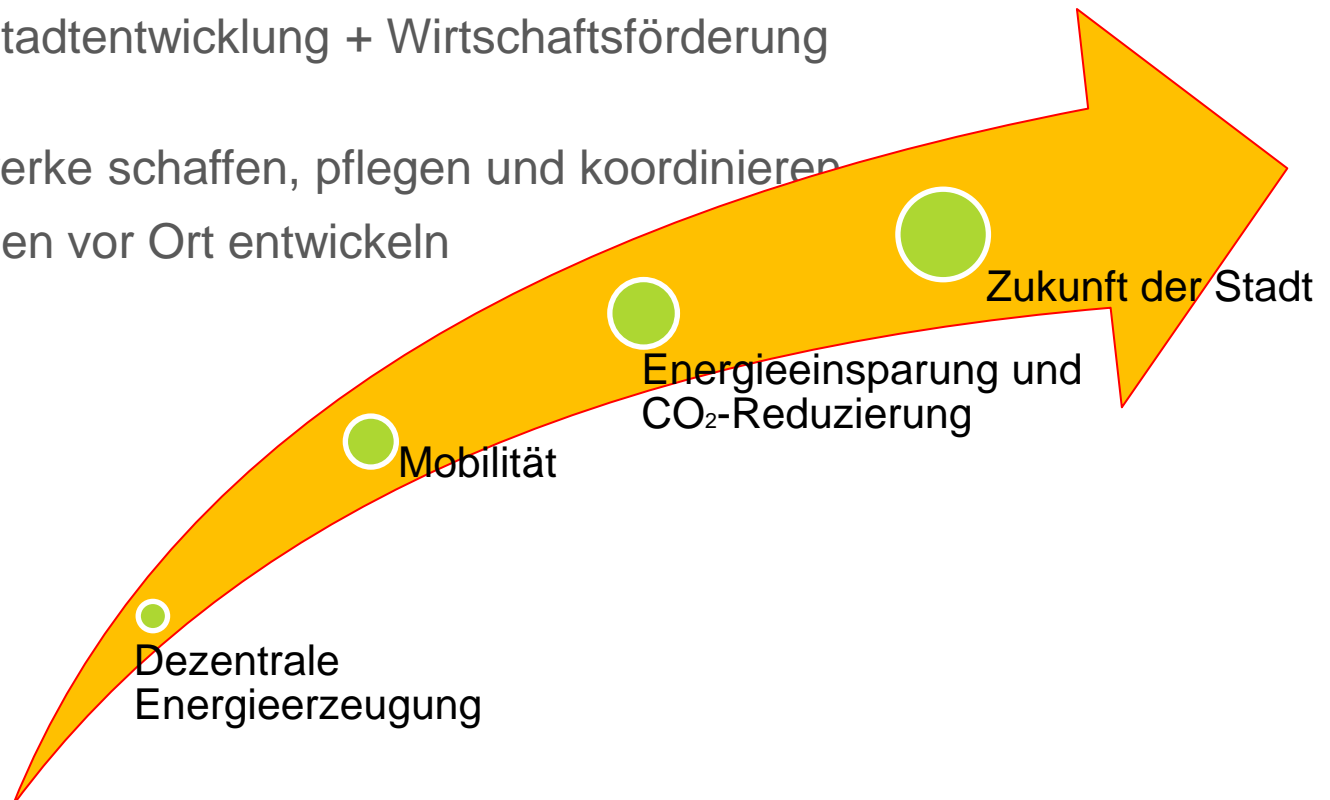 tadtentwicklung + Wirtschaftsförderung
erke schaffen, pflegen und koordinieren
en vor Ort entwickeln
Zukunft der Stadt
Energieeinsparung und
CO₂-Reduzierung
Mobilität
Dezentrale
Energieerzeugung